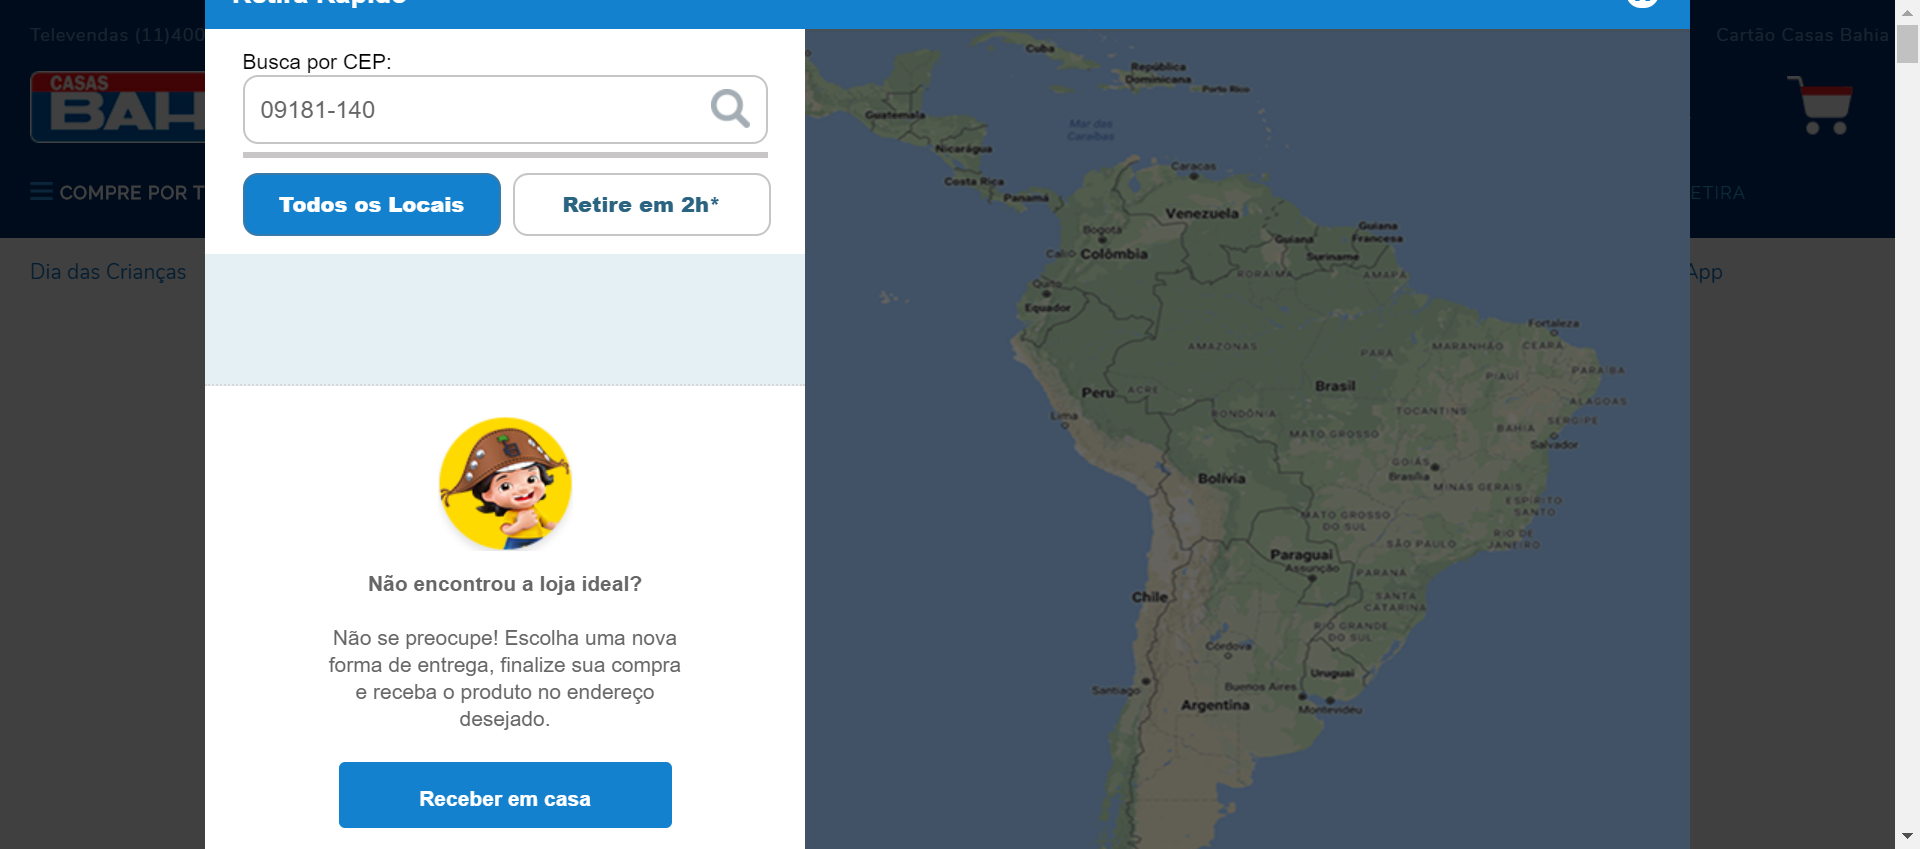 Retira Rápido
Televendas (11)400
Cartão Casas Bahia
CASAS
BAH
COMPRE POR T
ETIRA
Dia das Crianças
App
Busca por CEP:
09181-140
Todos os Locais
Retire em 2h*
Não encontrou a loja ideal?
Não se preocupe! Escolha uma nova
forma de entrega, finalize sua compra
e receba o produto no endereço
desejado.
Receber em casa
Cuba
República
Dominicana
Porto Rico
Guatemala
Mar das
Caraíbas
Nicarágua
Caracas
Costa Rica
Panamá
Venezuela
Bogotá
Guiana
Guiana
Francesa
Cali
Colômbia
Suriname
RORAIMA
AMAPÁ
Quito
Equador
Fortaleza
AMAZONAS
PARÁ
MARANHÃO
CEARÁ
PARAÍBA
PIAUÍ
Peru
ACRE
Brasil
ALAGOAS
Lima
RONDÔNIA
TOCANTINS
SERGIPE
BAHIA
MATO GROSSO
Salvador
GOIÁS
Brasília
Bolívia
MINAS GERAIS
ESPÍRITO
SANTO
MATO GROSSO
DO SUL
RIO DE
JANEIRO
SÃO PAULO
Paraguai
Assunção
PARANÁ
Chile
SANTA
CATARINA
RIO GRANDE
DO SUL
Córdova
Uruguai
Santiago
Buenos Aires
Argentina
Montevideu